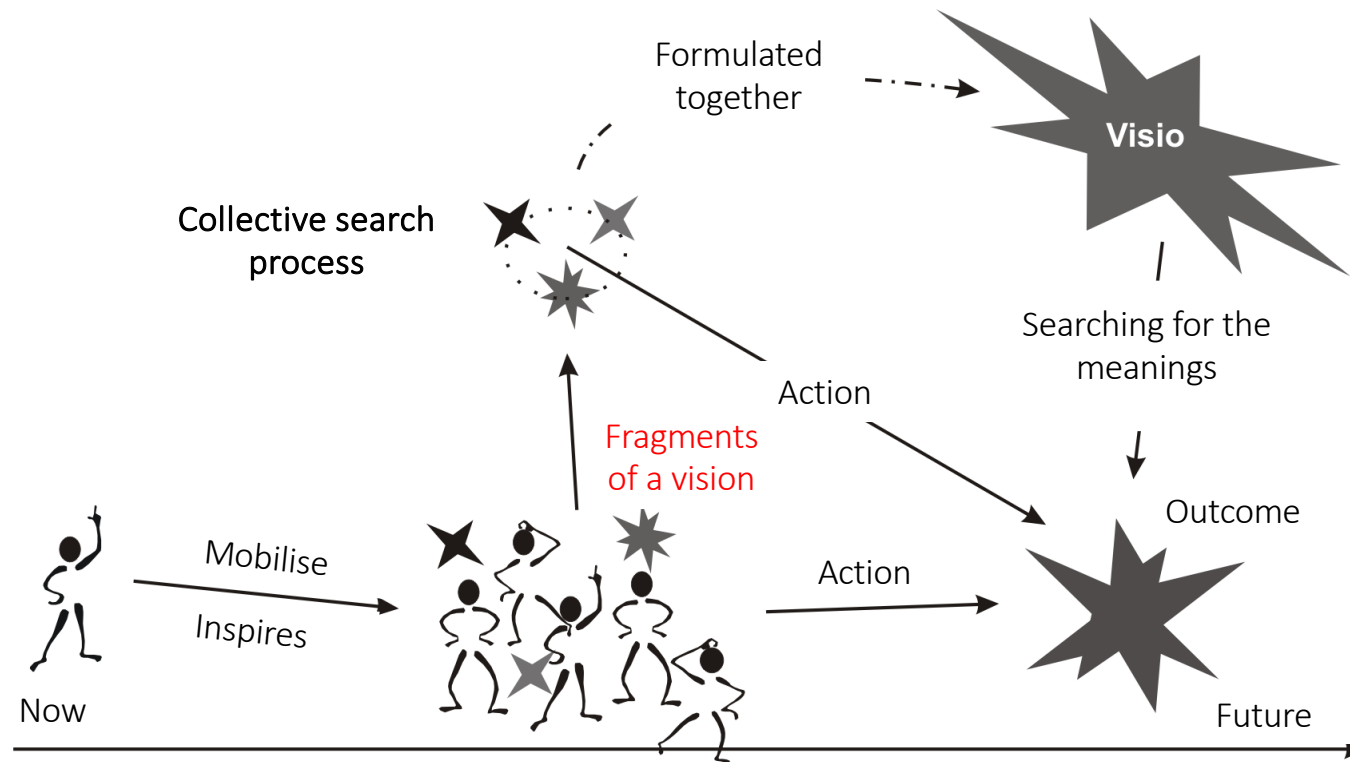 Formulated
together
Visio
Collective search
process
Searching for the
meanings
Action
Fragments
of a vision
Outcome
Mobilise
Action
Inspires
Now
Future